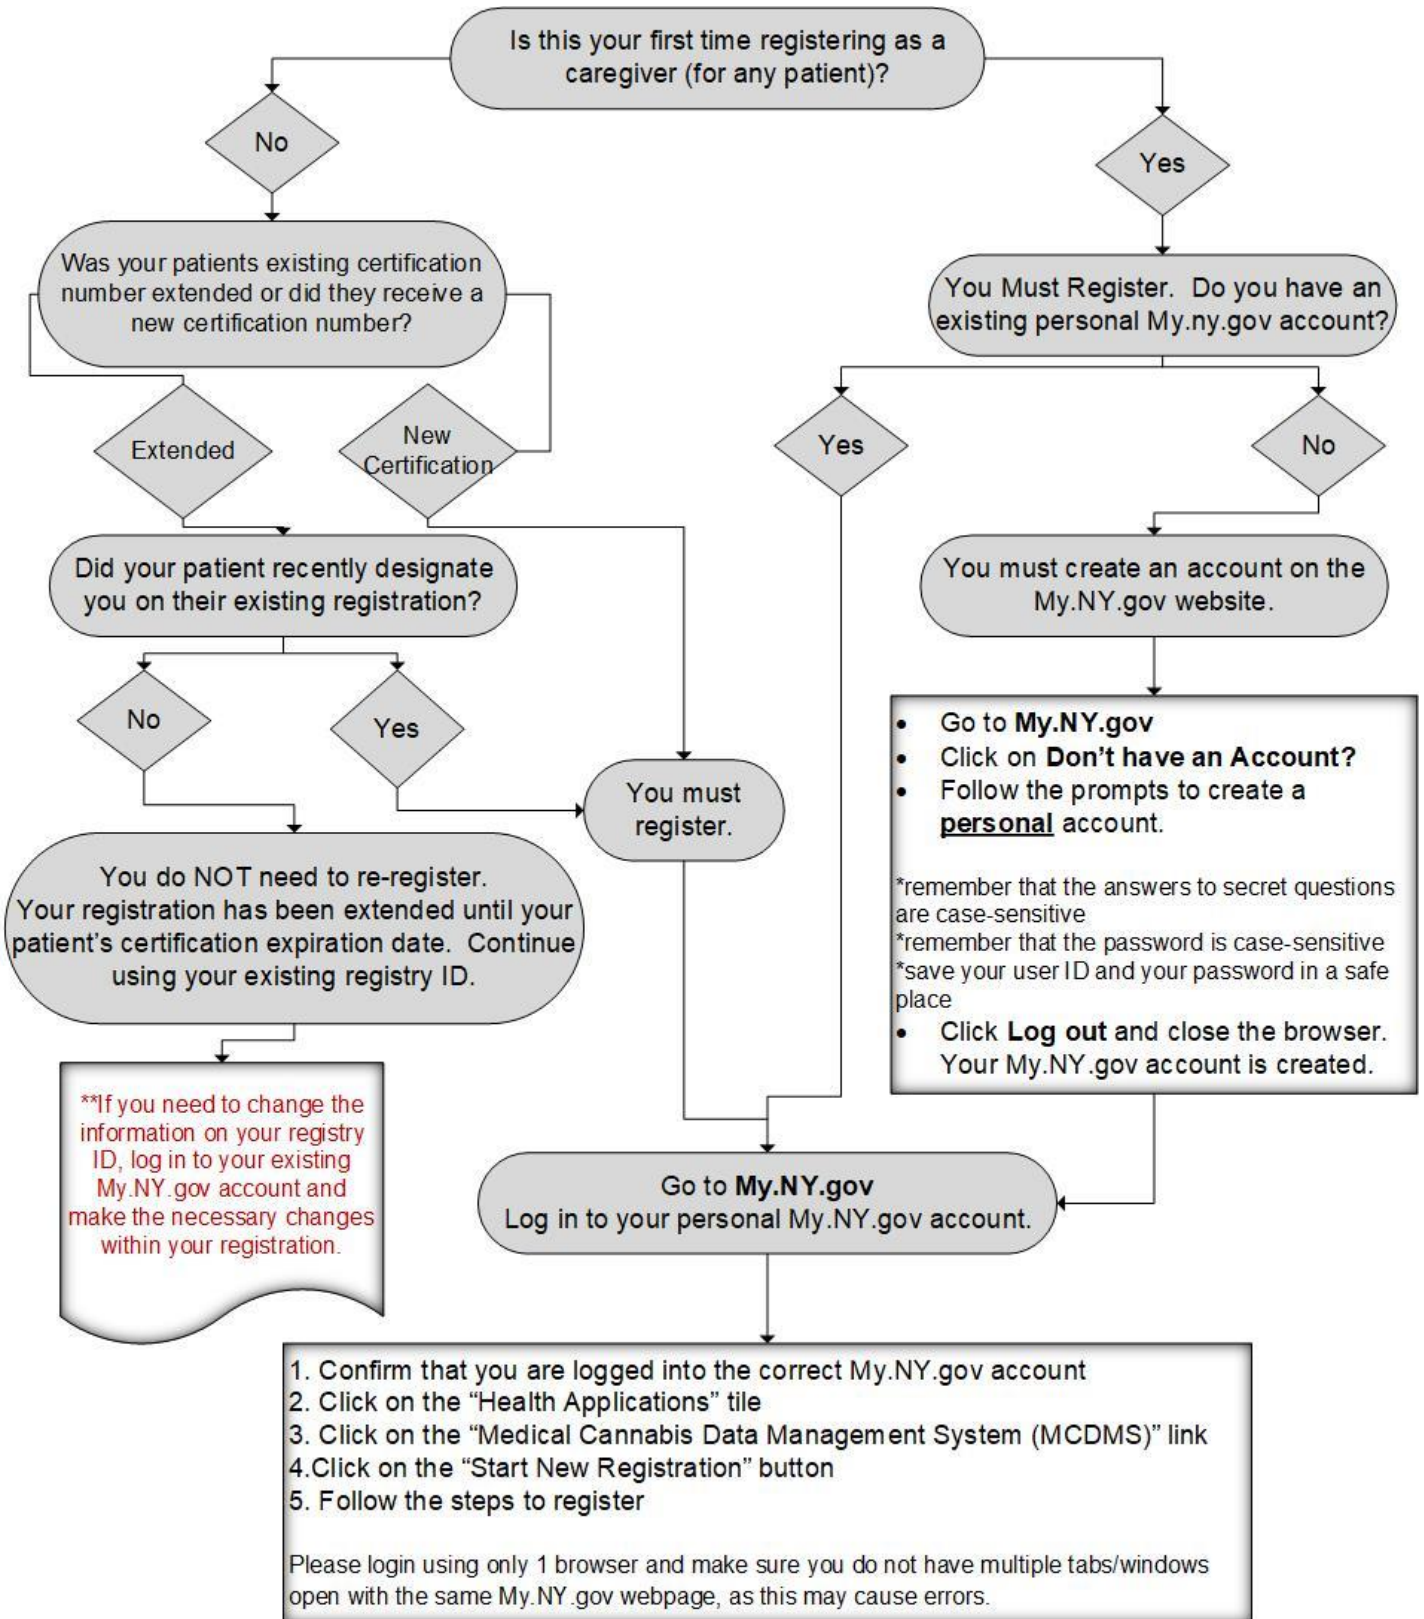 Is this your first time registering as a
caregiver (for any patient)?
No
Yes
Was your patients existing certification
number extended or did they receive a
new certification number?
You Must Register.  Do you have an
existing personal My.ny.gov account?
Extended
New
Certification
Yes
No
Did your patient recently designate
you on their existing registration?
You must create an account on the
My.NY.gov website.
No
Yes
You must
register.
• Go to My.NY.gov
• Click on Don’t have an Account?
• Follow the prompts to create a
personal account.
*remember that the answers to secret questions
are case-sensitive
*remember that the password is case-sensitive
*save your user ID and your password in a safe
place
• Click Log out and close the browser.
Your My.NY.gov account is created.
You do NOT need to re-register.
Your registration has been extended until your
patient’s certification expiration date.  Continue
using your existing registry ID.
**If you need to change the
information on your registry
ID, log in to your existing
My.NY.gov account and
make the necessary changes
within your registration.
Go to My.NY.gov
Log in to your personal My.NY.gov account.
1. Confirm that you are logged into the correct My.NY.gov account
2. Click on the “Health Applications” tile
3. Click on the “Medical Cannabis Data Management System (MCDMS)” link
4.Click on the “Start New Registration” button
5. Follow the steps to register
Please login using only 1 browser and make sure you do not have multiple tabs/windows
open with the same My.NY.gov webpage, as this may cause errors.